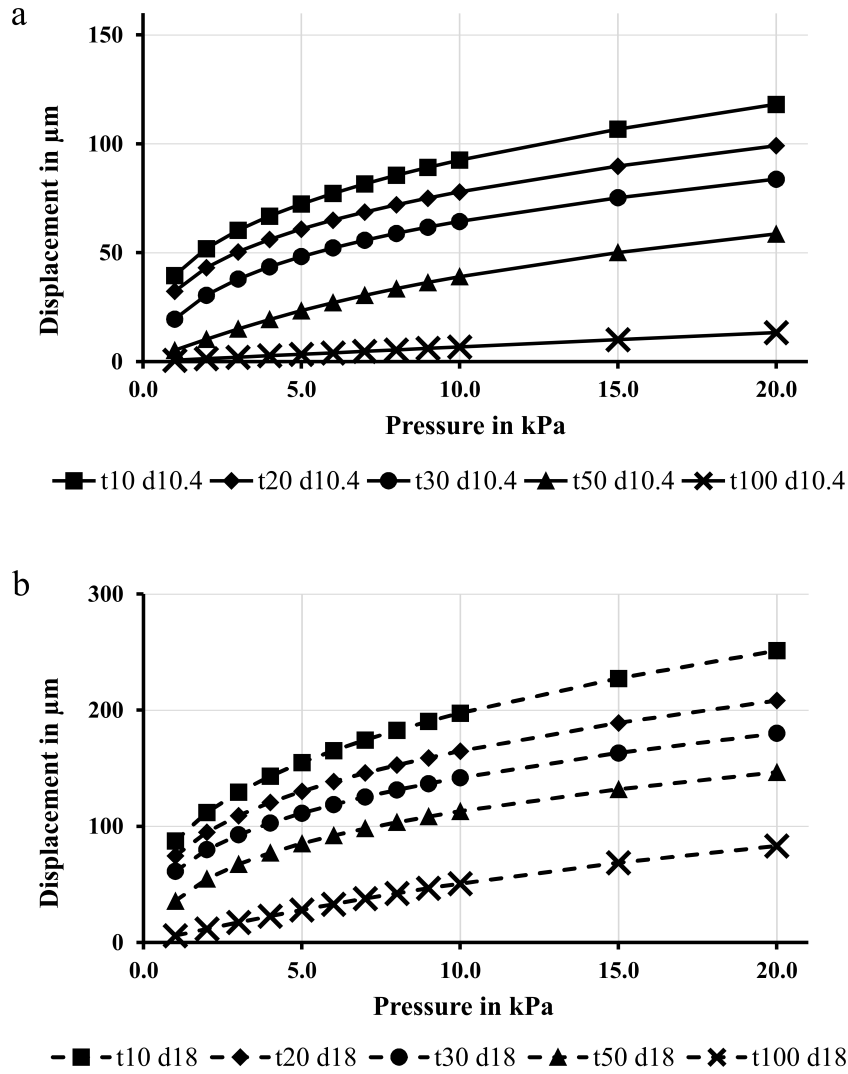 a
150
100
50
0
Displacement in µm
0.0 5.0 10.0 15.0 20.0
Pressure in kPa
t10 d10.4 t20 d10.4 t30 d10.4 t50 d10.4 t100 d10.4
b
300
200
100
0
Displacement in µm
0.0 5.0 10.0 15.0 20.0
Pressure in kPa
t10 d18 t20 d18 t30 d18 t50 d18 t100 d18